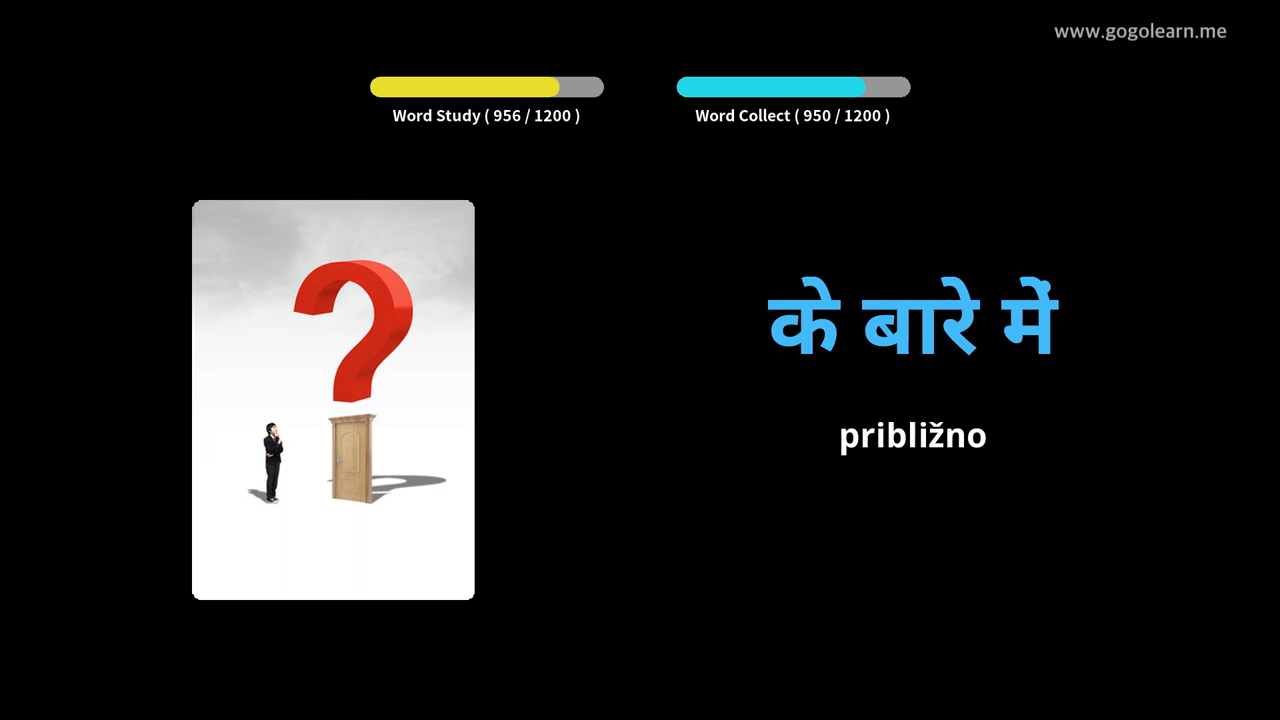 www.gogolearn.me
Word Study ( 956 / 1200 )
Word Collect ( 950 / 1200 )
के बारे में
približno